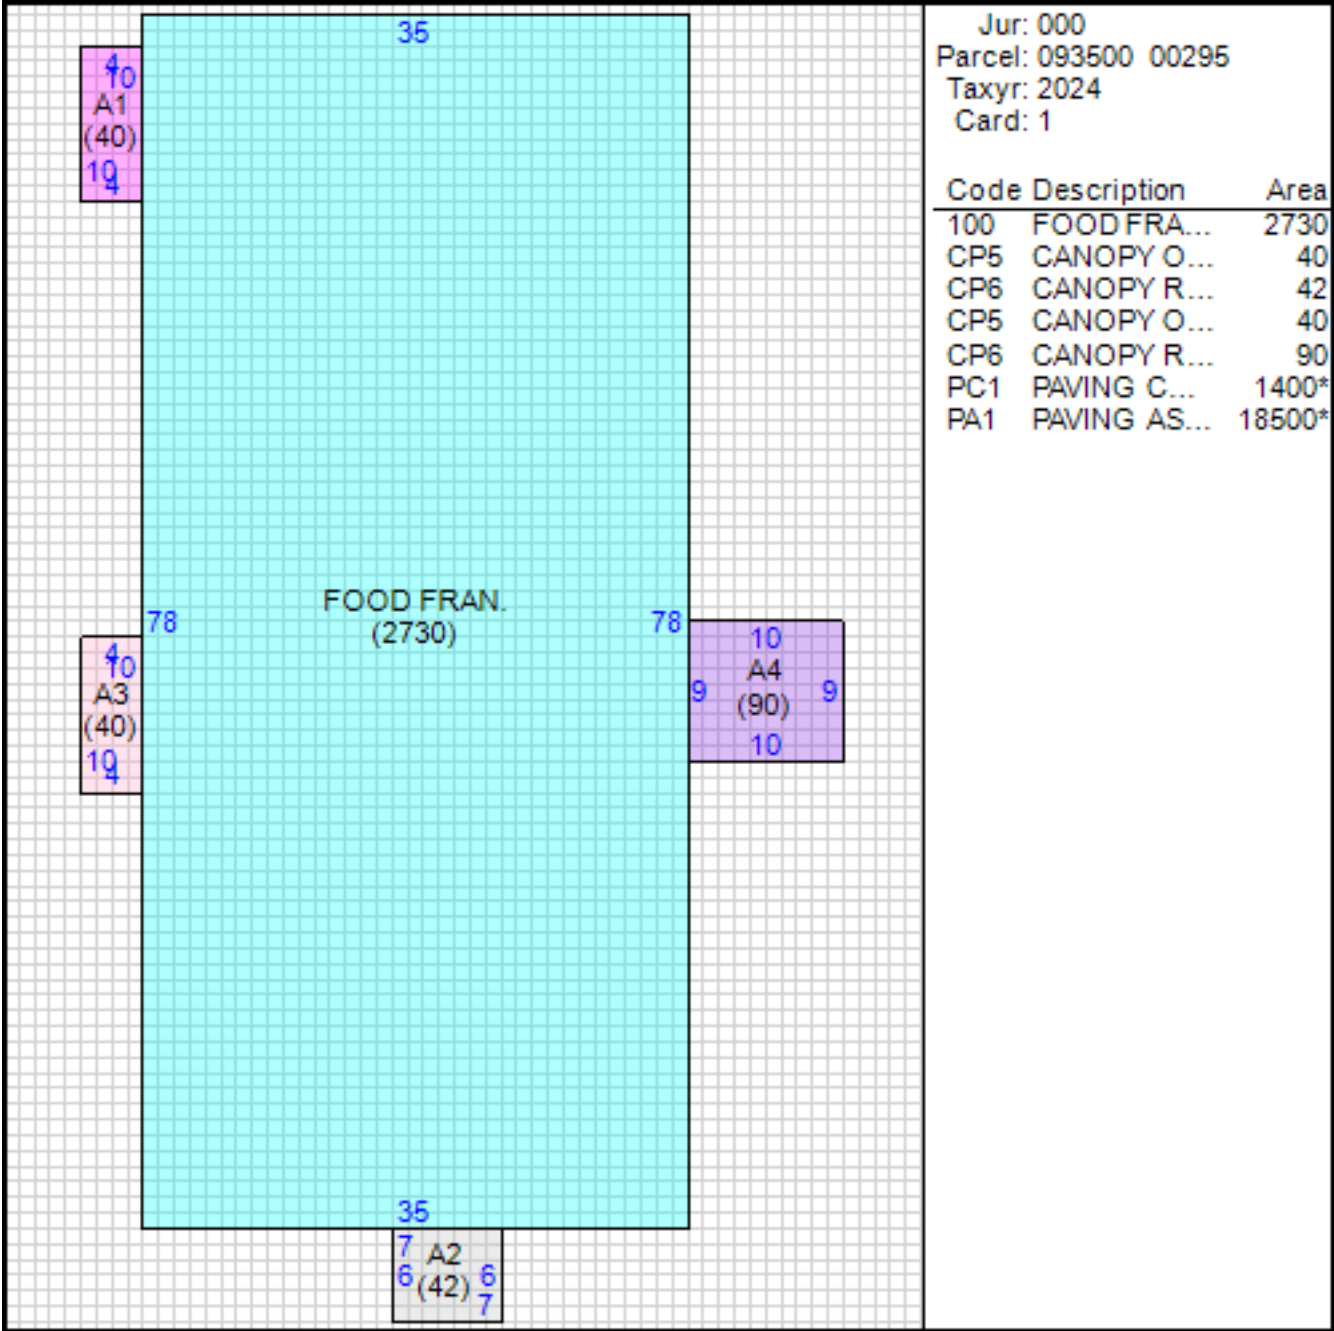 35
4
10
A1
(40)
10
4
78
FOOD FRAN.
(2730)
78
4
10
A3
(40)
10
4
10
A4
9
(90)
9
10
35
7
A2
6
(42)
6
7
Jur: 000
Parcel: 093500 00295
Taxyr: 2024
Card: 1
Code Description Area
100 FOOD FRA... 2730
CP5 CANOPY O... 40
CP6 CANOPY R... 42
CP5 CANOPY O... 40
CP6 CANOPY R... 90
PC1 PAVING C... 1400*
PA1 PAVING AS... 18500*